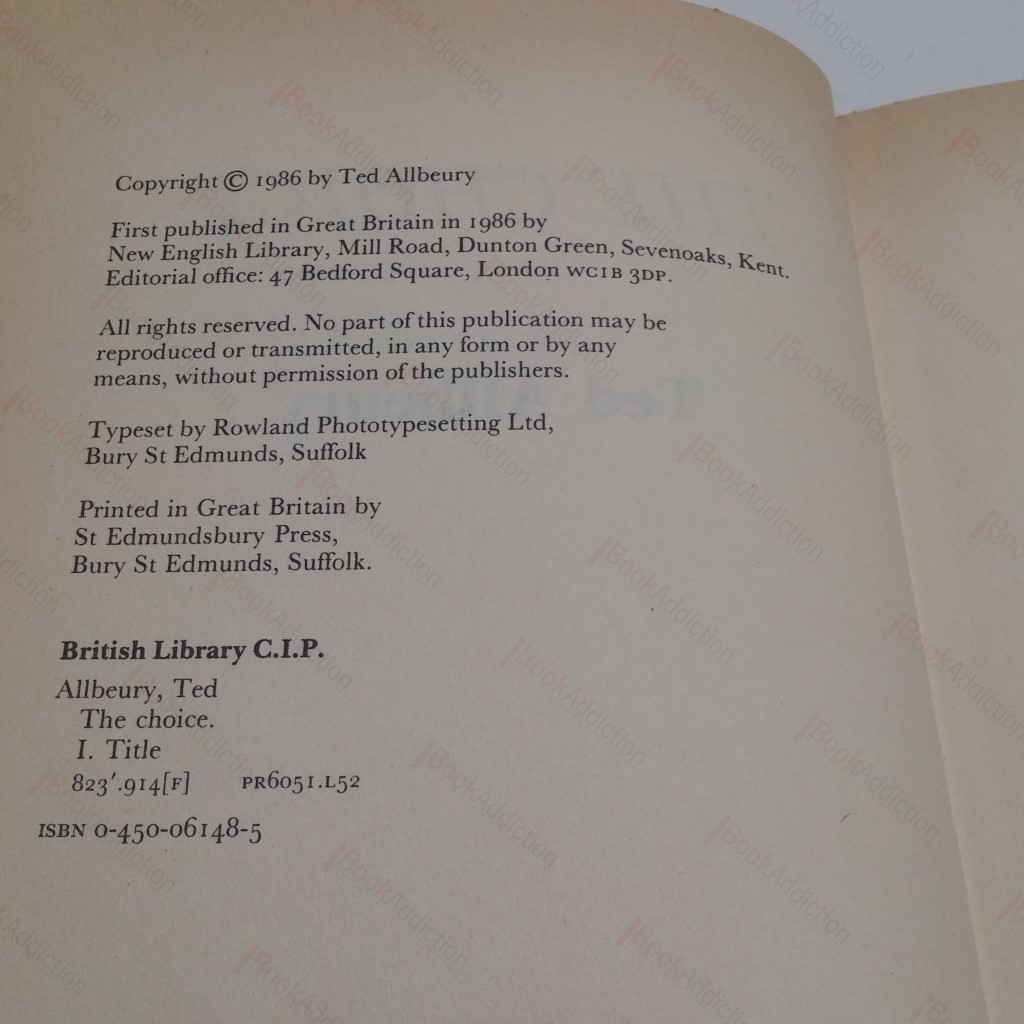 Copyright © 1986 by Ted Allbeury
First published in Great Britain in 1986 by
New English Library, Mill Road, Dunton Green, Sevenoaks, Kent.
Editorial office: 47 Bedford Square, London WC1B 3DP.
All rights reserved. No part of this publication may be
reproduced or transmitted, in any form or by any
means, without permission of the publishers.
Typeset by Rowland Phototypesetting Ltd,
Bury St Edmunds, Suffolk
Printed in Great Britain by
St Edmundsbury Press,
Bury St Edmunds, Suffolk.
British Library C.I.P.
Allbeury, Ted
The choice.
I. Title
823′.914[F] PR6051.L52
ISBN 0-450-06148-5
BookAddiction